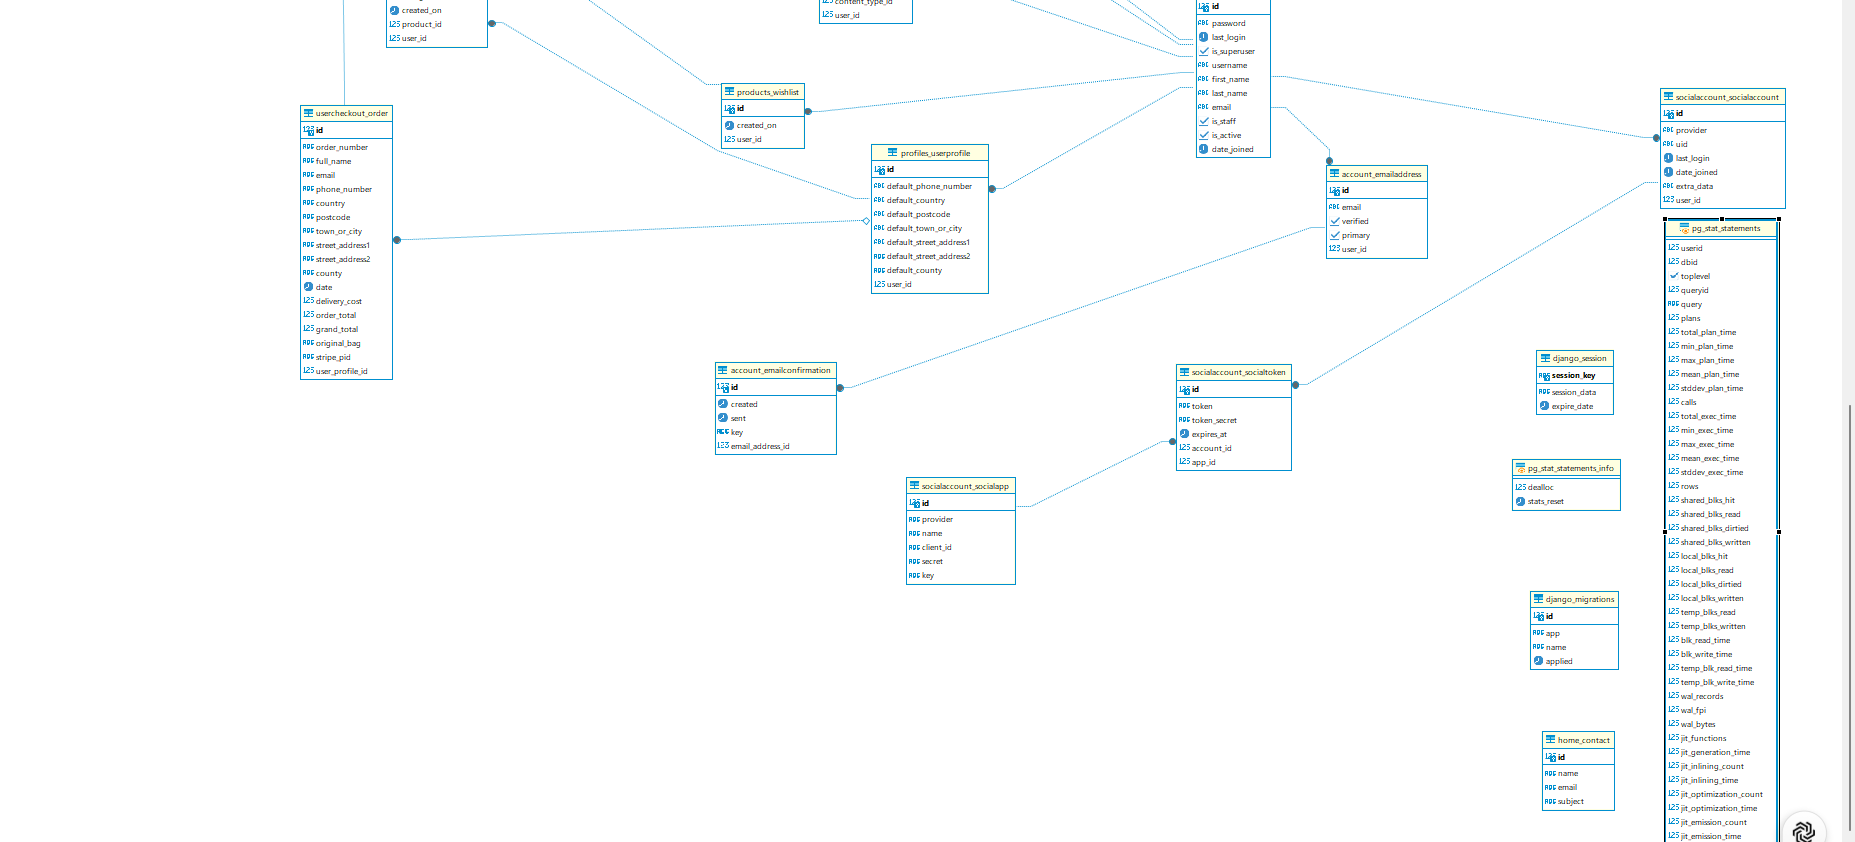 created_on
product_id
user_id
content_type_id
user_id
id
password
last_login
is_superuser
username
first_name
last_name
email
is_staff
is_active
date_joined
products_wishlist
id
created_on
user_id
usercheckout_order
id
order_number
full_name
email
phone_number
country
postcode
town_or_city
street_address1
street_address2
county
date
delivery_cost
order_total
grand_total
original_bag
stripe_pid
user_profile_id
profiles_userprofile
id
default_phone_number
default_country
default_postcode
default_town_or_city
default_street_address1
default_street_address2
default_county
user_id
account_emailaddress
id
email
verified
primary
user_id
socialaccount_socialaccount
id
provider
uid
last_login
date_joined
extra_data
user_id
account_emailconfirmation
id
created
sent
key
email_address_id
socialaccount_socialtoken
id
token
token_secret
expires_at
account_id
app_id
socialaccount_socialapp
id
provider
name
client_id
secret
key
django_session
session_key
session_data
expire_date
pg_stat_statements_info
dealloc
stats_reset
django_migrations
id
app
name
applied
home_contact
id
name
email
subject
pg_stat_statements
userid
dbid
toplevel
queryid
query
plans
total_plan_time
min_plan_time
max_plan_time
mean_plan_time
stddev_plan_time
calls
total_exec_time
min_exec_time
max_exec_time
mean_exec_time
stddev_exec_time
rows
shared_blks_hit
shared_blks_read
shared_blks_dirtied
shared_blks_written
local_blks_hit
local_blks_read
local_blks_dirtied
local_blks_written
temp_blks_read
temp_blks_written
blk_read_time
blk_write_time
temp_blk_read_time
temp_blk_write_time
wal_records
wal_fpi
wal_bytes
jit_functions
jit_generation_time
jit_inlining_count
jit_inlining_time
jit_optimization_count
jit_optimization_time
jit_emission_count
jit_emission_time